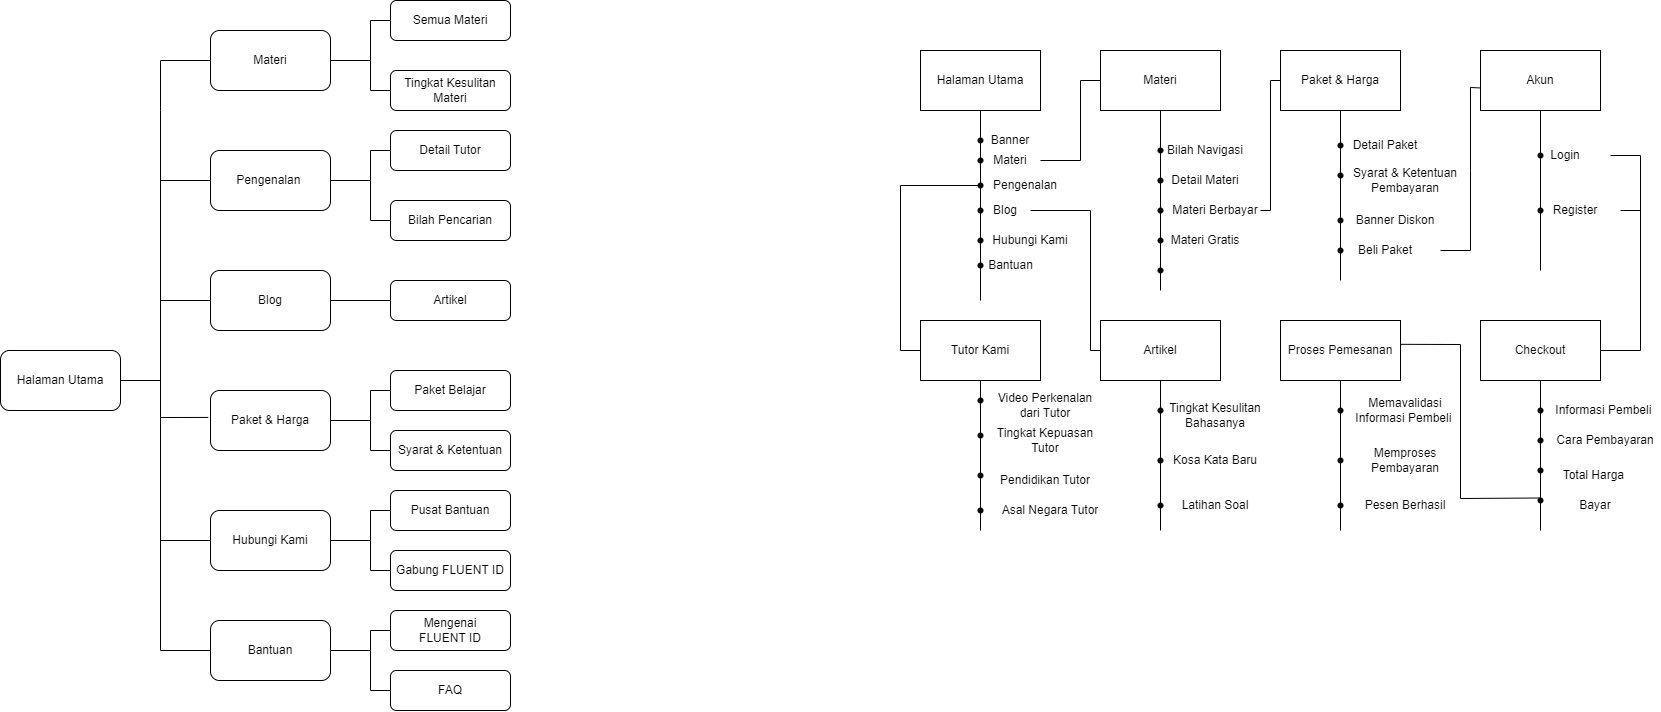 Halaman Utama
Materi
Semua Materi
Tingkat Kesulitan
Materi
Pengenalan
Detail Tutor
Bilah Pencarian
Blog
Artikel
Paket & Harga
Paket Belajar
Syarat & Ketentuan
Hubungi Kami
Pusat Bantuan
Gabung FLUENT ID
Bantuan
Mengenai
FLUENT ID
FAQ
Halaman Utama
Banner
Materi
Pengenalan
Blog
Hubungi Kami
Bantuan
Materi
Bilah Navigasi
Detail Materi
Materi Berbayar
Materi Gratis
Paket & Harga
Detail Paket
Syarat & Ketentuan
Pembayaran
Banner Diskon
Beli Paket
Akun
Login
Register
Tutor Kami
Video Perkenalan
dari Tutor
Tingkat Kepuasan
Tutor
Pendidikan Tutor
Asal Negara Tutor
Artikel
Tingkat Kesulitan
Bahasanya
Kosa Kata Baru
Latihan Soal
Proses Pemesanan
Memavalidasi
Informasi Pembeli
Memproses
Pembayaran
Pesen Berhasil
Checkout
Informasi Pembeli
Cara Pembayaran
Total Harga
Bayar